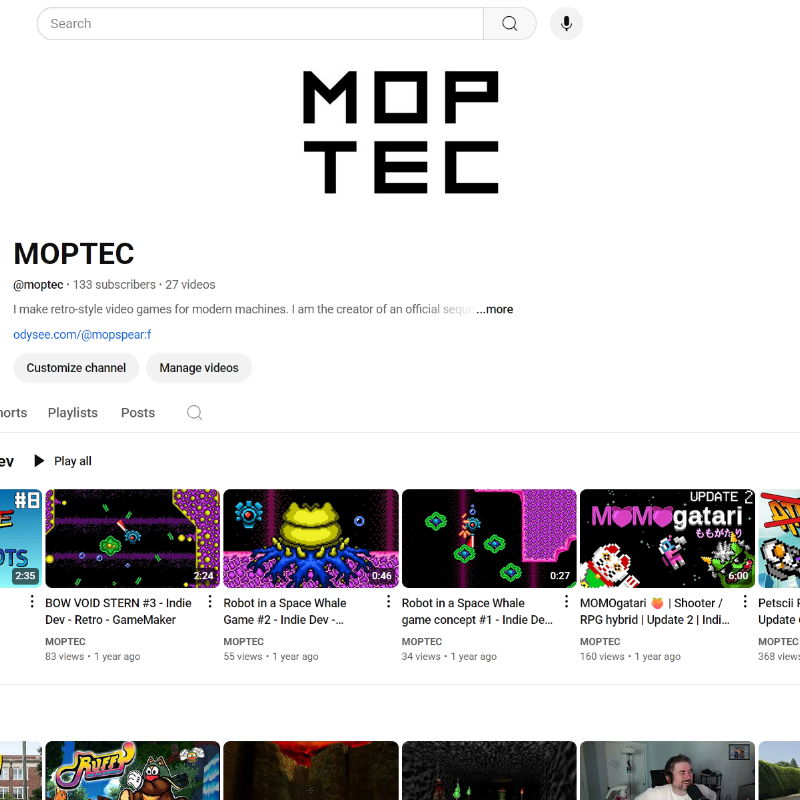 Search
MOP
TEC
MOPTEC
@moptec · 133 subscribers · 27 videos
I make retro-style video games for modern machines. I am the creator of an official seque ...more
odysee.com/@mopspear:f
Customize channel
Manage videos
horts
Playlists
Posts
ev
Play all
#8
2:35
2:24
0:46
0:27
UPDATE 2
MOMOgatari
ももがたり
6:00
BOW VOID STERN #3 - Indie
Dev - Retro - GameMaker
MOPTEC
83 views • 1 year ago
Robot in a Space Whale
Game #2 - Indie Dev -...
MOPTEC
55 views • 1 year ago
Robot in a Space Whale
game concept #1 - Indie De...
MOPTEC
34 views • 1 year ago
MOMOgatari 🍑 | Shooter /
RPG hybrid | Update 2 | Indi...
MOPTEC
160 views • 1 year ago
Petscii
Update
MOPTEC
368 views
RUFFY